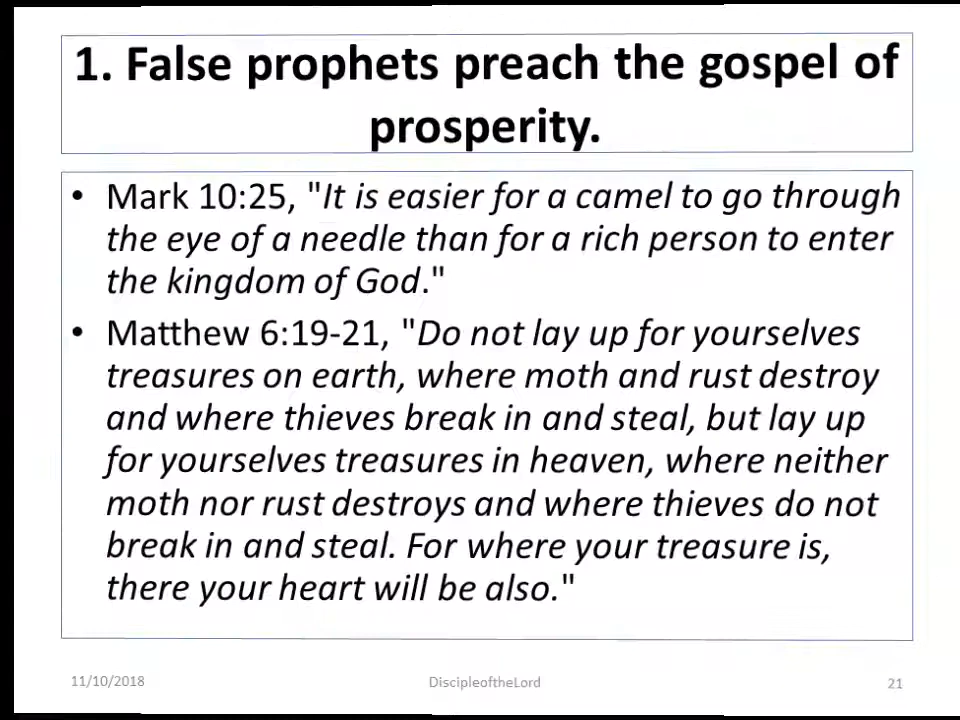 1. False prophets preach the gospel of
prosperity.
• Mark 10:25, "It is easier for a camel to go through
the eye of a needle than for a rich person to enter
the kingdom of God."
• Matthew 6:19-21, "Do not lay up for yourselves
treasures on earth, where moth and rust destroy
and where thieves break in and steal, but lay up
for yourselves treasures in heaven, where neither
moth nor rust destroys and where thieves do not
break in and steal. For where your treasure is,
there your heart will be also."
11/10/2018 DiscipleoftheLord 21